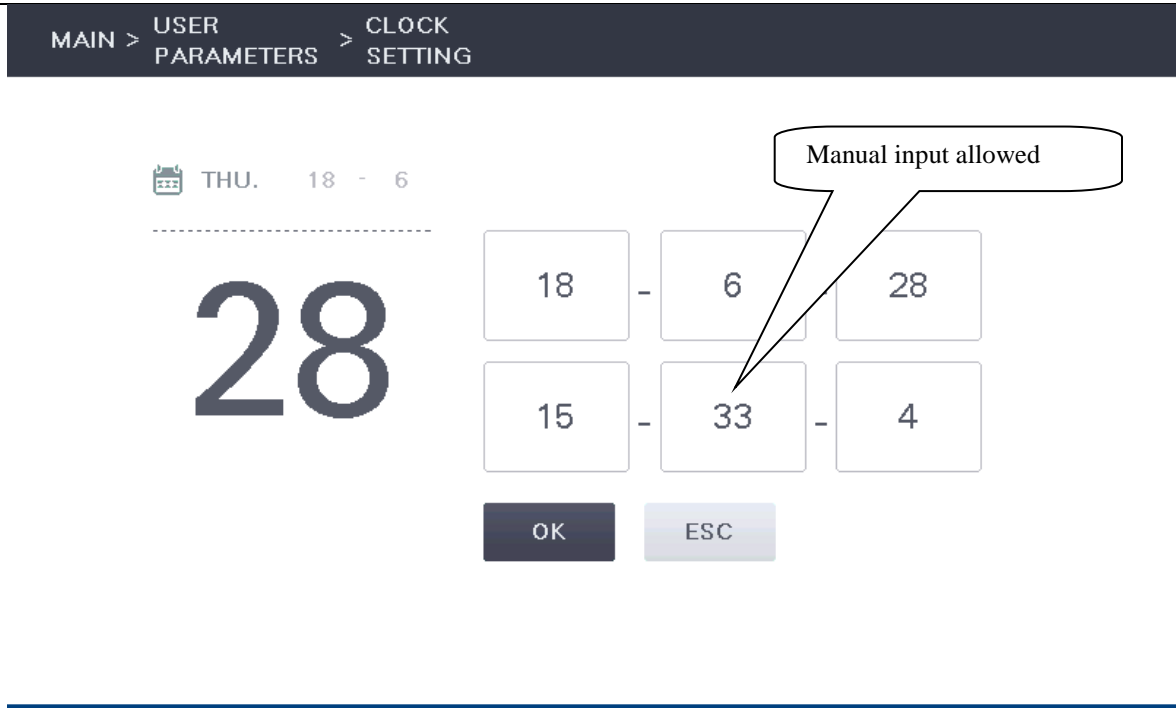 MAIN > USER PARAMETERS > CLOCK SETTING
Manual input allowed
THU. 18 - 6
28
18 - 6 - 28
15 - 33 - 4
OK ESC